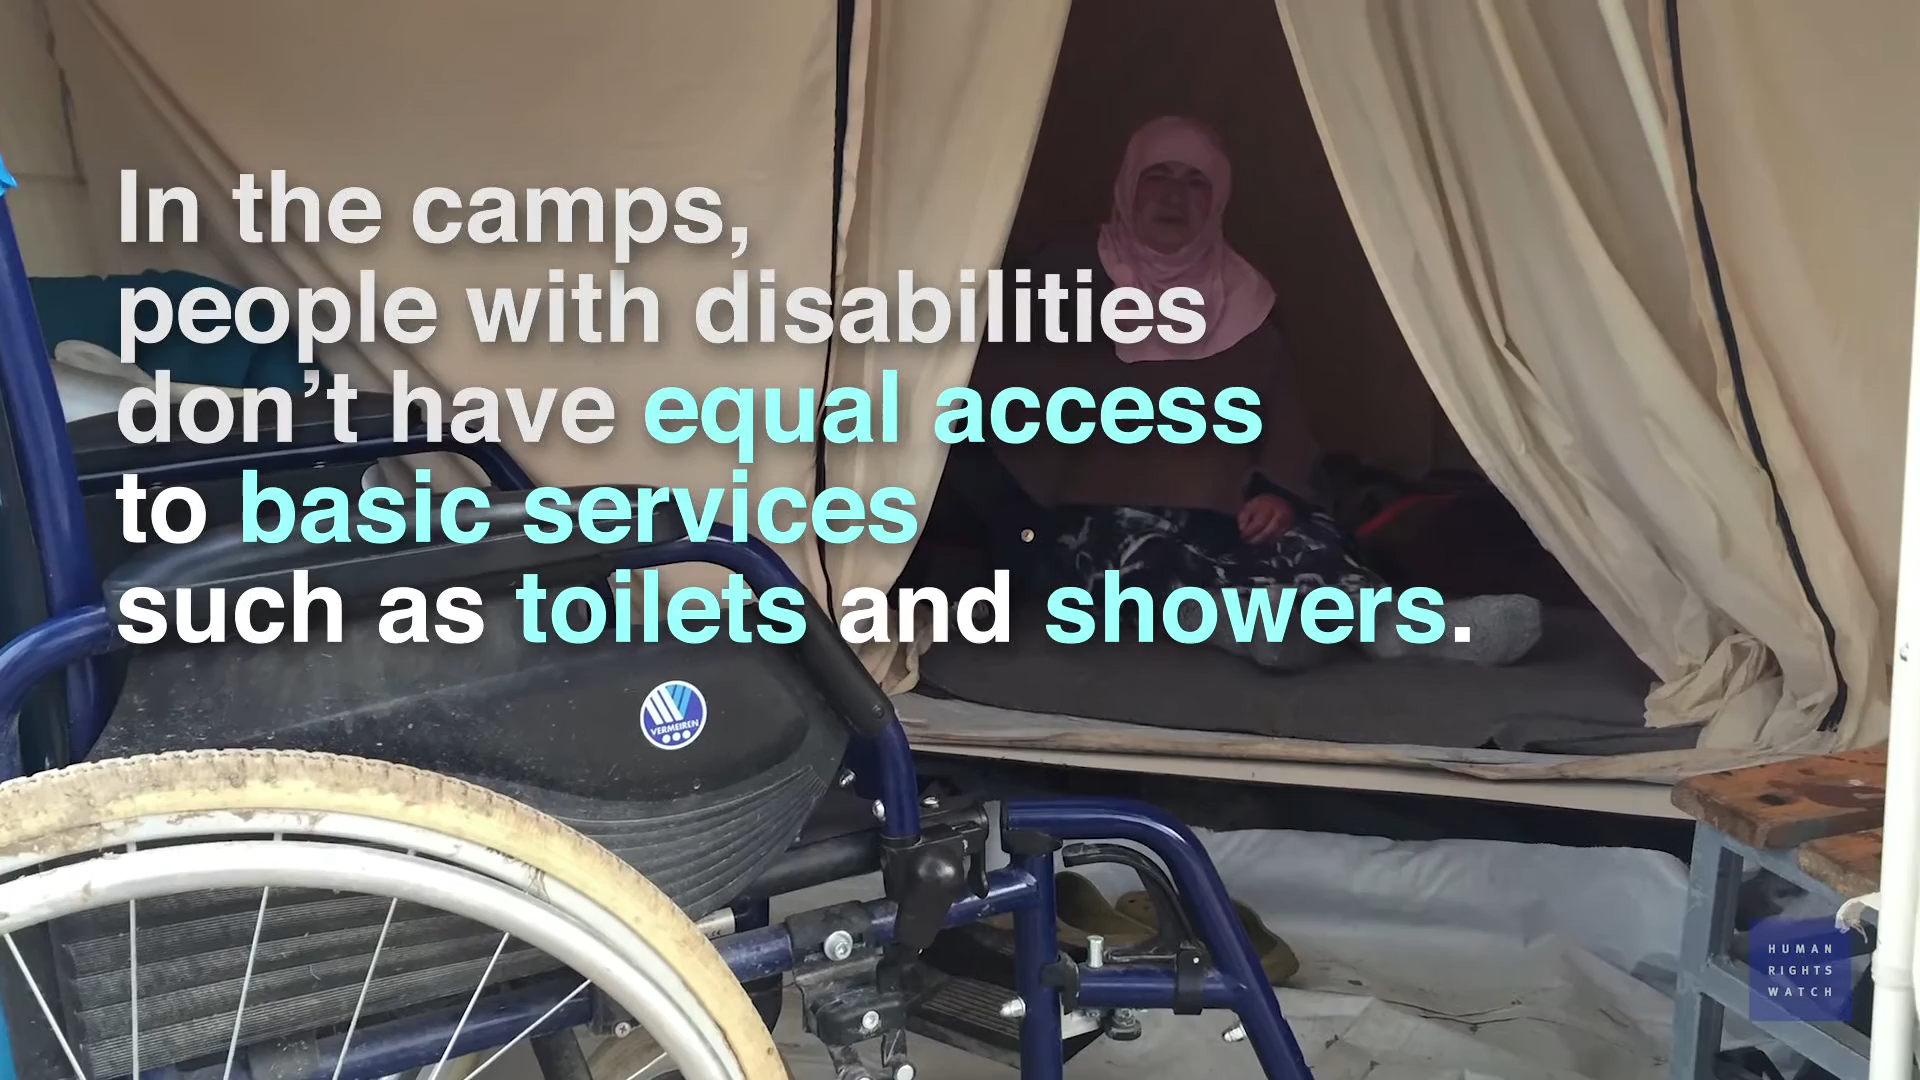 In the camps,
people with disabilities
don’t have equal access
to basic services
such as toilets and showers.
VERMEIREN
HUMAN
RIGHTS
WATCH